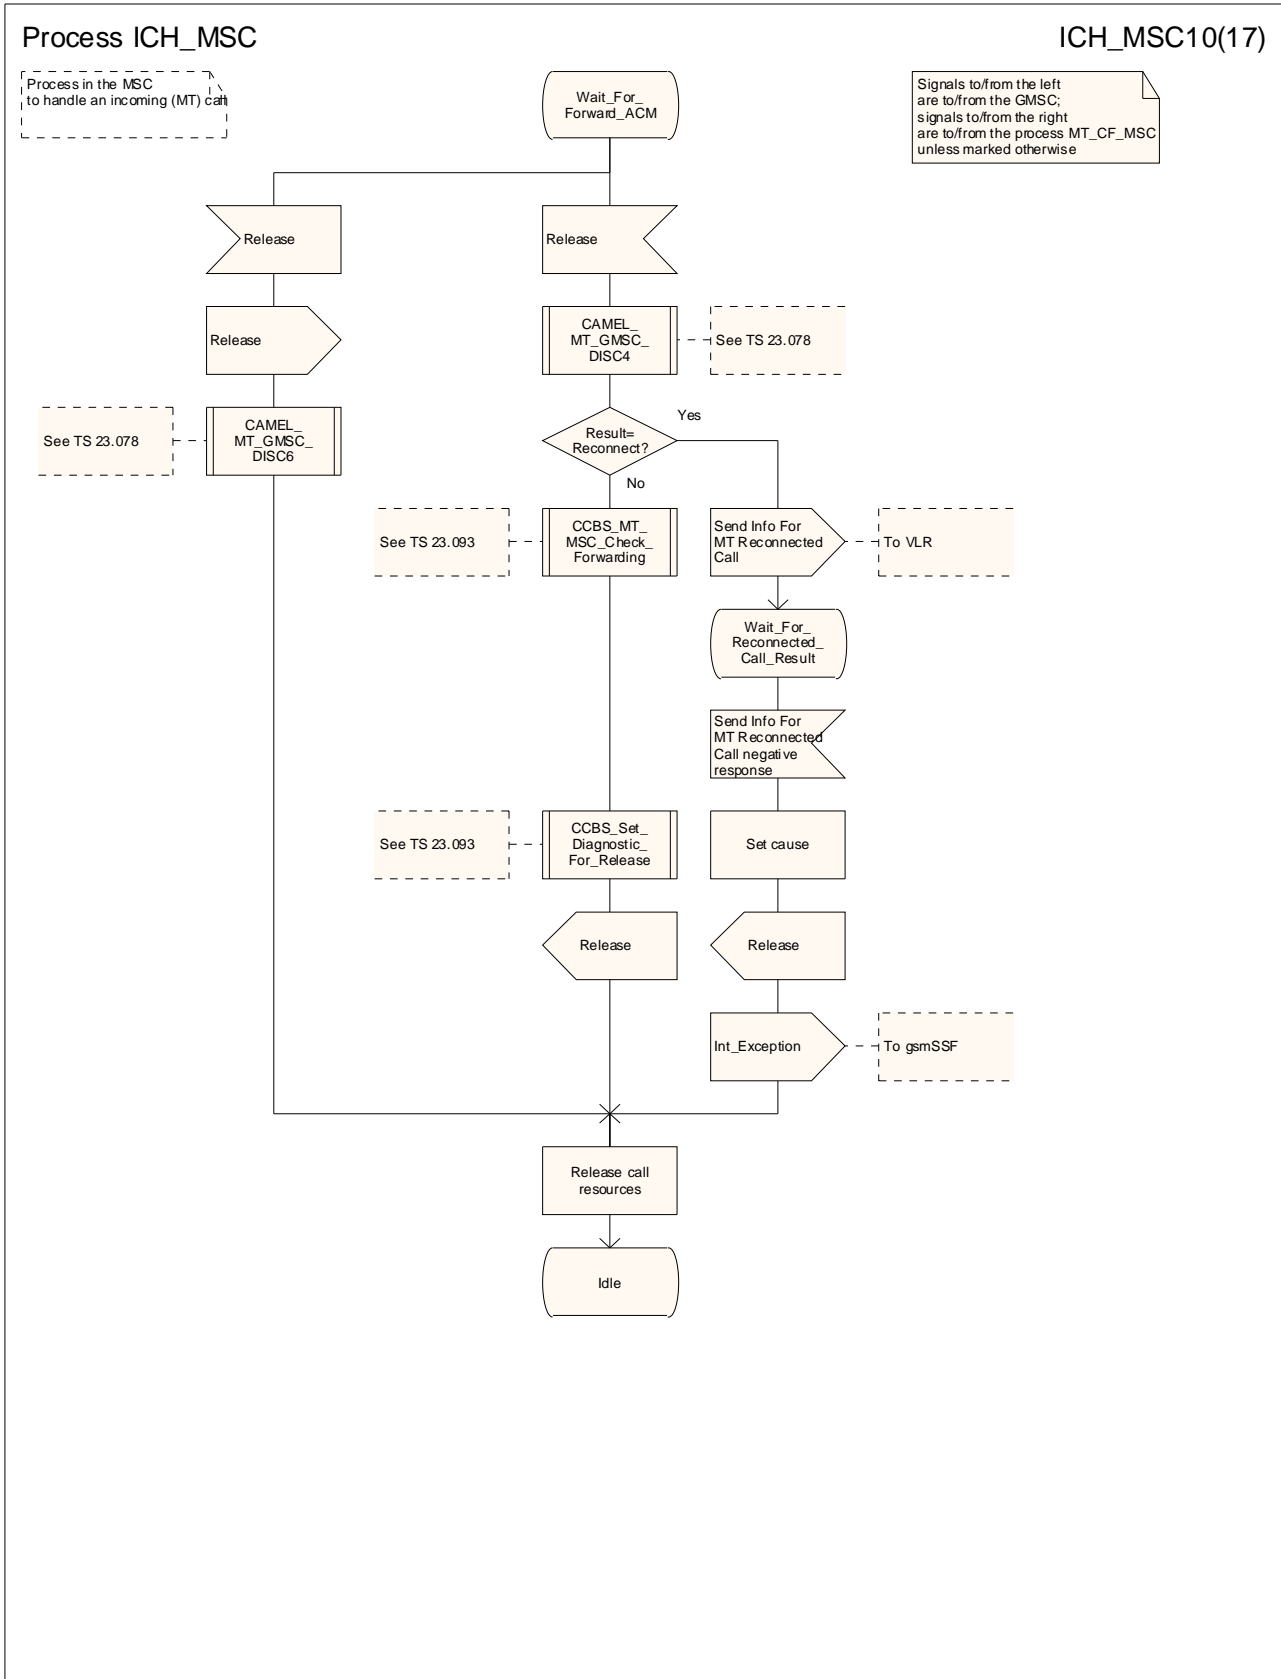 Process ICH_MSC
ICH_MSC10(17)
Process in the MSC
to handle an incoming (MT) call
Wait_For_
Forward_ACM
Signals to/from the left
are to/from the GMSC;
signals to/from the right
are to/from the process MT_CF_MSC
unless marked otherwise
Release
Release
Release
CAMEL_
MT_GMSC_
DISC4
See TS 23.078
See TS 23.078
CAMEL_
MT_GMSC_
DISC6
Result=
Reconnect?
Yes
No
See TS 23.093
CCBS_MT_
MSC_Check_
Forwarding
Send Info For
MT Reconnected
Call
To VLR
Wait_For_
Reconnected_
Call_Result
Send Info For
MT Reconnected
Call negative
response
See TS 23.093
CCBS_Set_
Diagnostic_
For_Release
Set cause
Release
Release
Int_Exception
To gsmSSF
Release call
resources
Idle